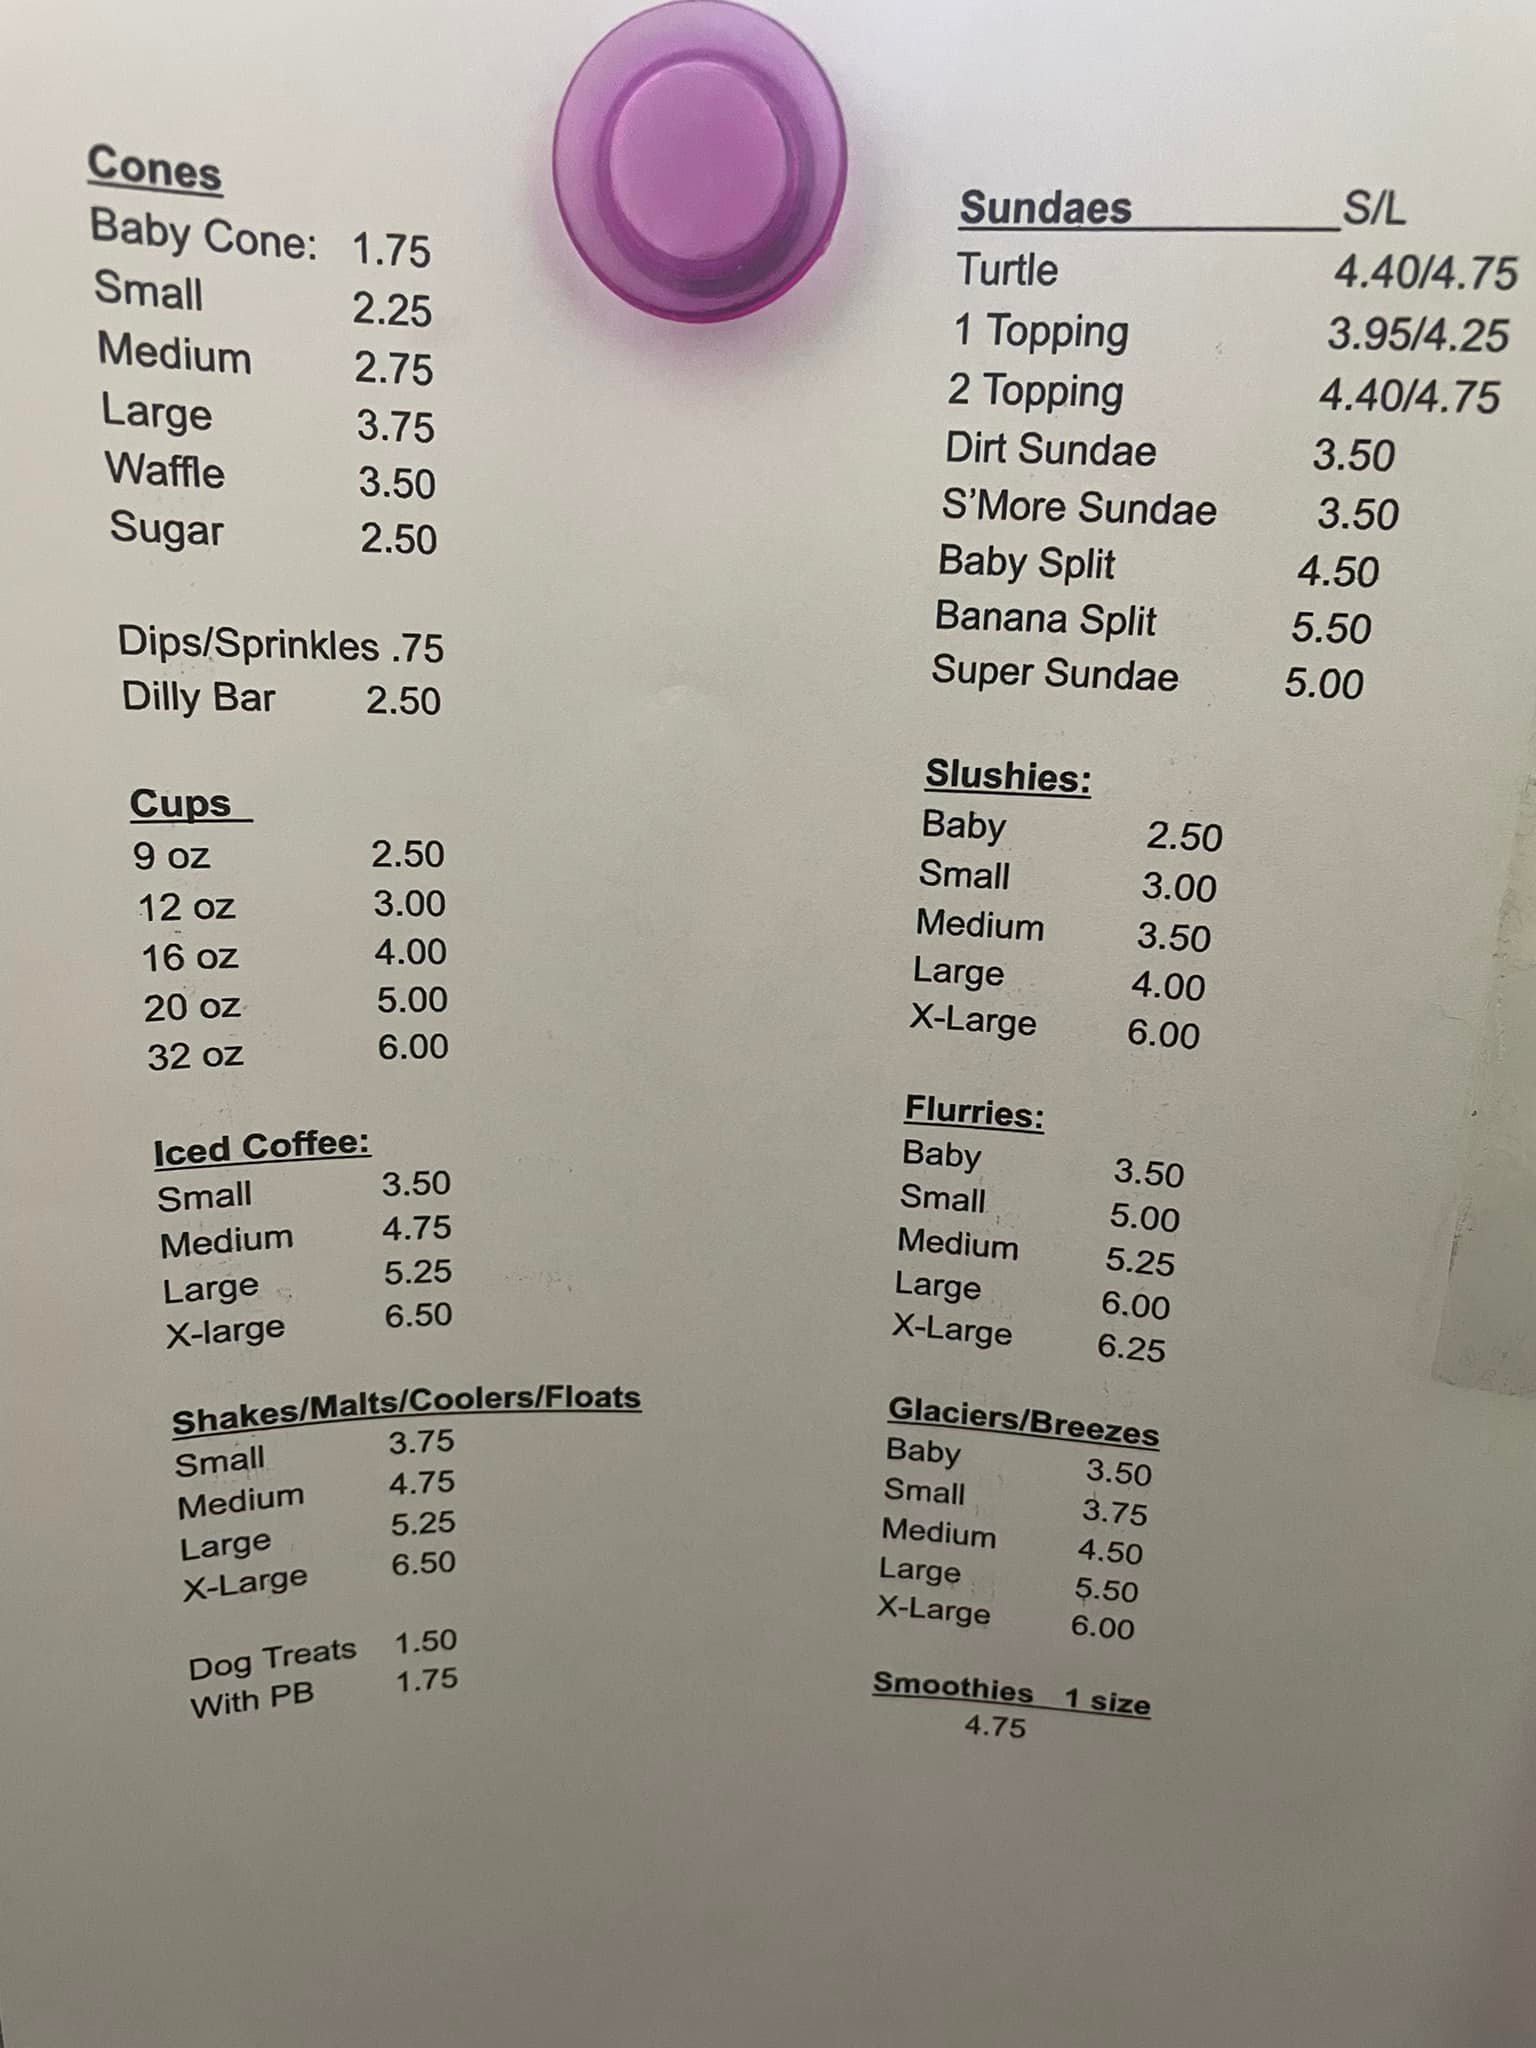 Cones
Baby Cone: 1.75
Small 2.25
Medium 2.75
Large 3.75
Waffle 3.50
Sugar 2.50
Dips/Sprinkles .75
Dilly Bar 2.50
Cups
9 oz 2.50
12 oz 3.00
16 oz 4.00
20 oz 5.00
32 oz 6.00
Iced Coffee:
Small 3.50
Medium 4.75
Large 5.25
X-large 6.50
Shakes/Malts/Coolers/Floats
Small 3.75
Medium 4.75
Large 5.25
X-Large 6.50
Dog Treats 1.50
With PB 1.75
Sundaes S/L
Turtle 4.40/4.75
1 Topping 3.95/4.25
2 Topping 4.40/4.75
Dirt Sundae 3.50
S'More Sundae 3.50
Baby Split 4.50
Banana Split 5.50
Super Sundae 5.00
Slushies:
Baby 2.50
Small 3.00
Medium 3.50
Large 4.00
X-Large 6.00
Flurries:
Baby 3.50
Small 5.00
Medium 5.25
Large 6.00
X-Large 6.25
Glaciers/Breezes
Baby 3.50
Small 3.75
Medium 4.50
Large 5.50
X-Large 6.00
Smoothies 1 size
4.75